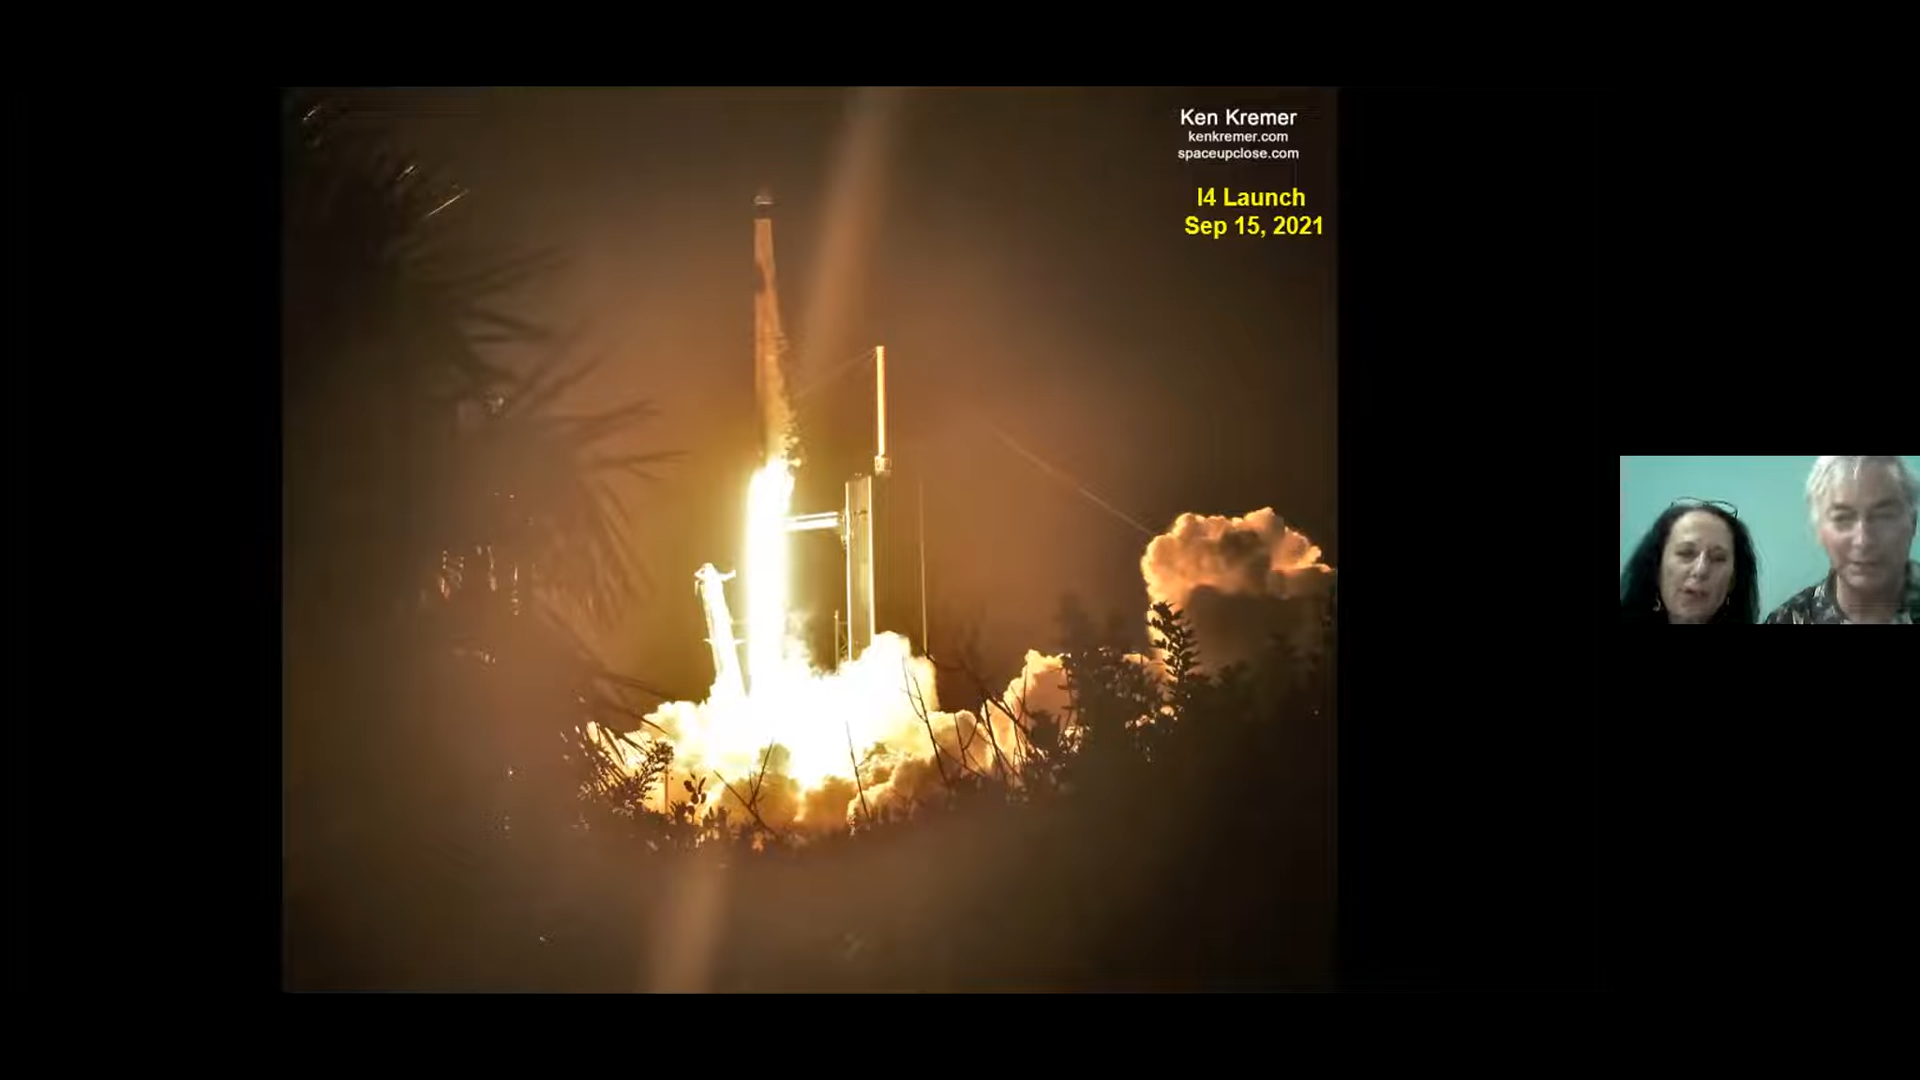 Ken Kremer
kenkremer.com
spaceupclose.com
I4 Launch
Sep 15, 2021